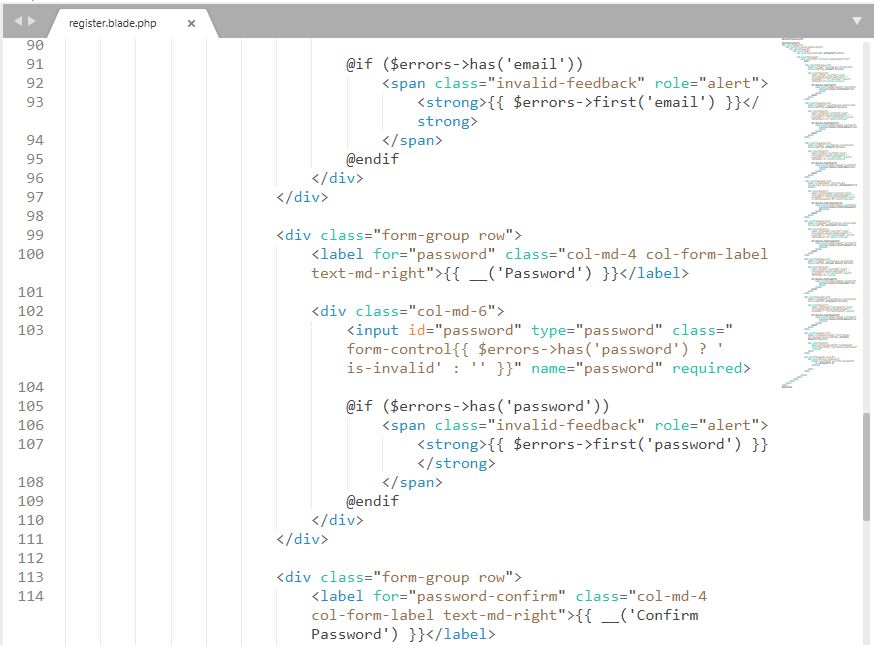 register.blade.php ×
90
91 @if ($errors->has('email'))
92 <span class="invalid-feedback" role="alert">
93 <strong>{{ $errors->first('email') }}</
strong>
94 </span>
95 @endif
96 </div>
97 </div>
98
99 <div class="form-group row">
100 <label for="password" class="col-md-4 col-form-label
text-md-right">{{ __('Password') }}</label>
101
102 <div class="col-md-6">
103 <input id="password" type="password" class="
form-control{{ $errors->has('password') ? '
is-invalid' : '' }}" name="password" required>
104
105 @if ($errors->has('password'))
106 <span class="invalid-feedback" role="alert">
107 <strong>{{ $errors->first('password') }}
</strong>
108 </span>
109 @endif
110 </div>
111 </div>
112
113 <div class="form-group row">
114 <label for="password-confirm" class="col-md-4
col-form-label text-md-right">{{ __('Confirm
Password') }}</label>